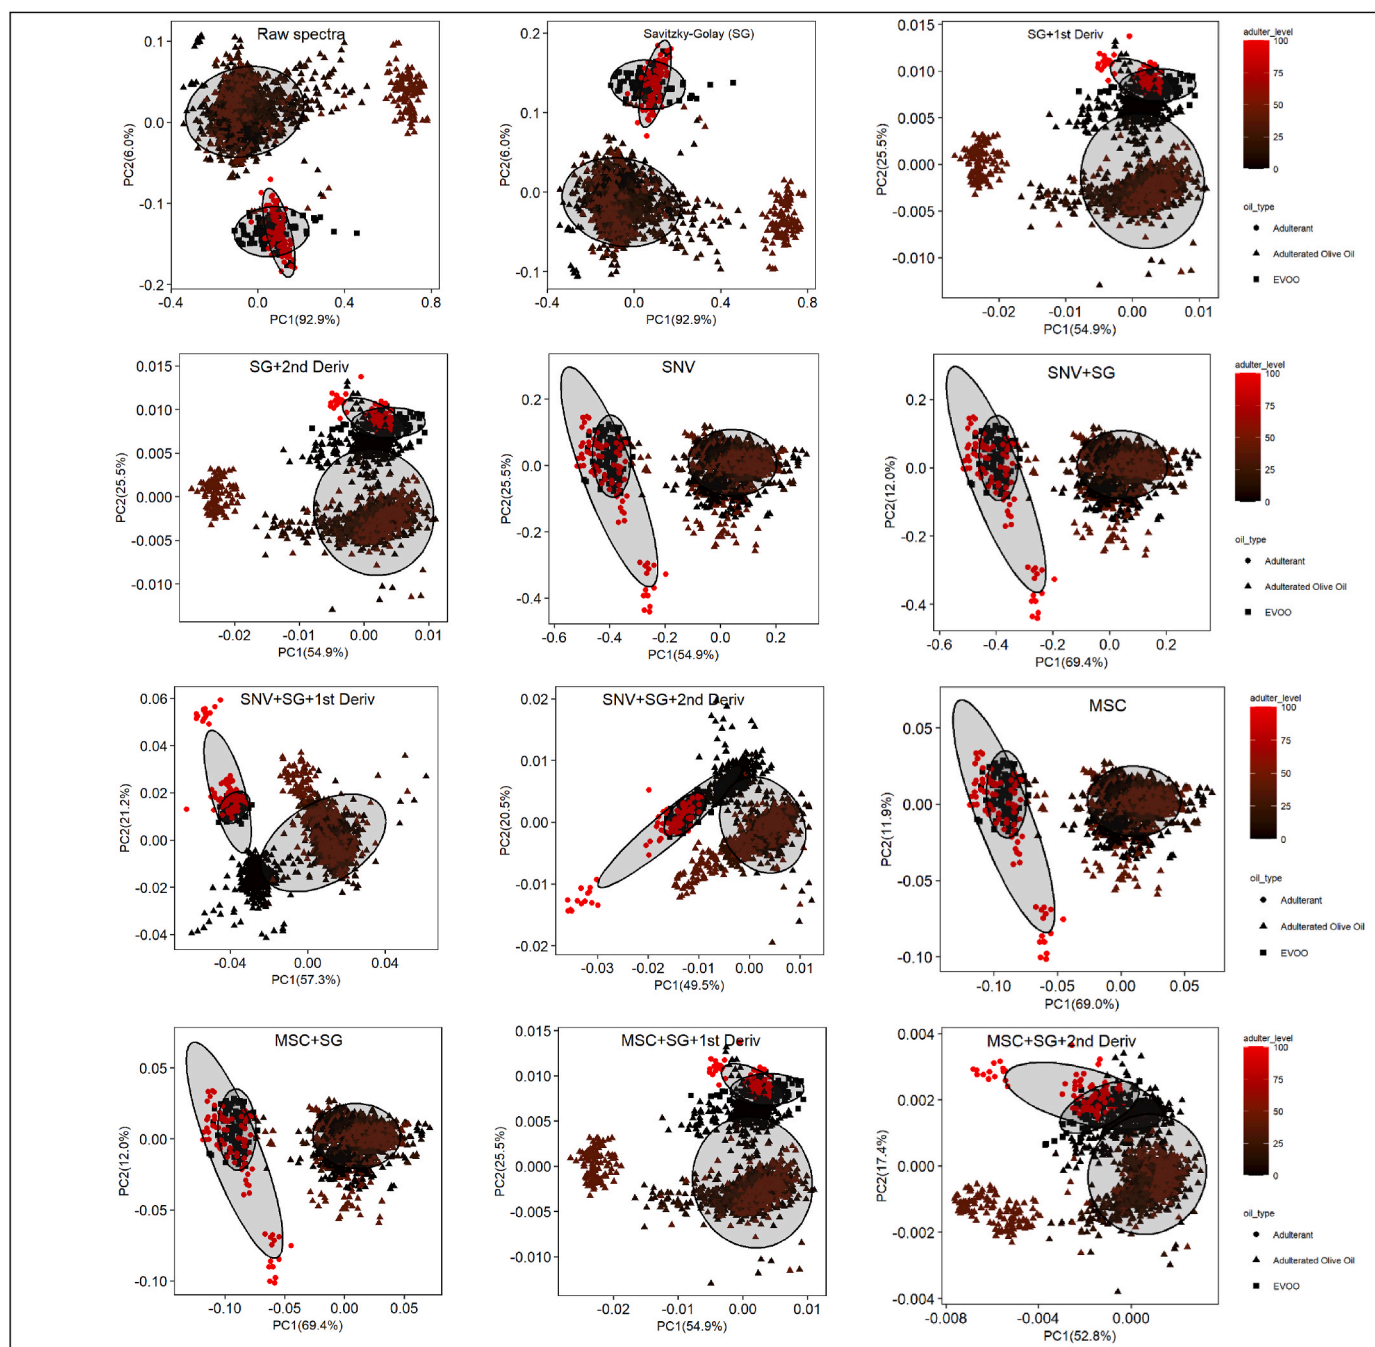 Raw spectra
0.1
0.0
-0.1
-0.2
PC2(6.0%)
-0.4
0.0
0.4
0.8
PC1(92.9%)
Savitzky-Golay (SG)
0.2
0.1
0.0
-0.1
PC2(6.0%)
-0.4
0.0
0.4
0.8
PC1(92.9%)
SG+1st Deriv
0.015
0.010
0.005
0.000
-0.005
-0.010
PC2(25.5%)
-0.02
-0.01
0.00
0.01
PC1(54.9%)
adulter_level
100
75
50
25
0
oil_type
Adulterant
Adulterated Olive Oil
EVOO
SG+2nd Deriv
0.015
0.010
0.005
0.000
-0.005
-0.010
PC2(25.5%)
-0.02
-0.01
0.00
0.01
PC1(54.9%)
SNV
0.2
0.0
-0.2
-0.4
PC2(25.5%)
-0.6
-0.4
-0.2
0.0
0.2
PC1(54.9%)
SNV+SG
0.2
0.0
-0.2
-0.4
PC2(12.0%)
-0.6
-0.4
-0.2
0.0
0.2
PC1(69.4%)
adulter_level
100
75
50
25
0
oil_type
Adulterant
Adulterated Olive Oil
EVOO
SNV+SG+1st Deriv
0.06
0.04
0.02
0.00
-0.02
-0.04
PC2(21.2%)
-0.04
0.00
0.04
PC1(57.3%)
SNV+SG+2nd Deriv
0.02
0.01
0.00
-0.01
-0.02
PC2(20.5%)
-0.03
-0.02
-0.01
0.00
0.01
PC1(49.5%)
MSC
0.05
0.00
-0.05
-0.10
PC2(11.9%)
-0.10
-0.05
0.00
0.05
PC1(69.0%)
adulter_level
100
75
50
25
0
oil_type
Adulterant
Adulterated Olive Oil
EVOO
MSC+SG
0.05
0.00
-0.05
-0.10
PC2(12.0%)
-0.10
-0.05
0.00
0.05
PC1(69.4%)
MSC+SG+1st Deriv
0.015
0.010
0.005
0.000
-0.005
-0.010
PC2(25.5%)
-0.02
-0.01
0.00
0.01
PC1(54.9%)
MSC+SG+2nd Deriv
0.004
0.002
0.000
-0.002
-0.004
PC2(17.4%)
-0.008
-0.004
0.000
PC1(52.8%)
adulter_level
100
75
50
25
0
oil_type
Adulterant
Adulterated Olive Oil
EVOO